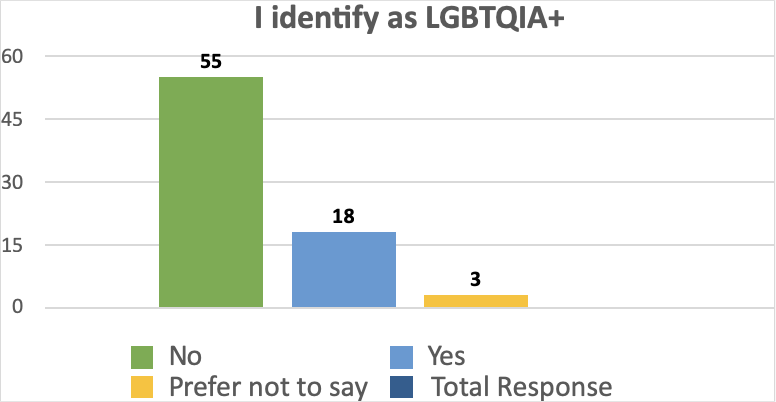 I identify as LGBTQIA+
60
55
45
30
18
15
3
0
No Yes
Prefer not to say Total Response